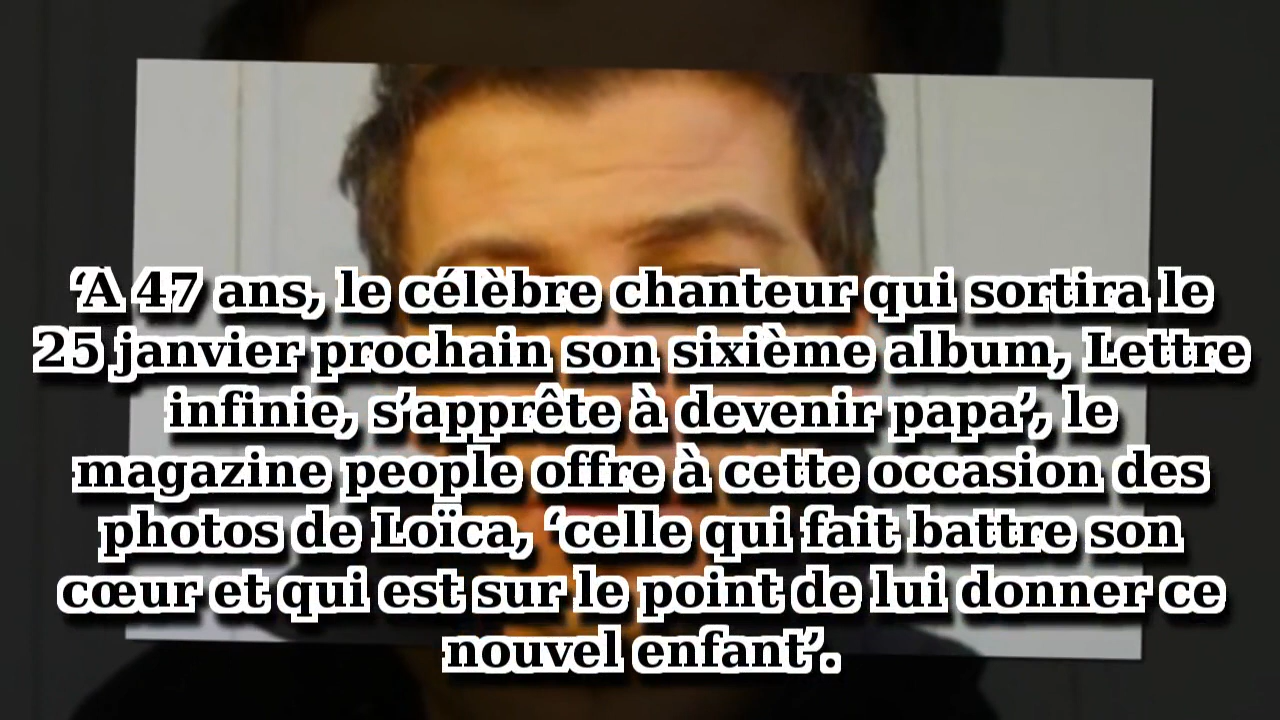 ‘A 47 ans, le célèbre chanteur qui sortira le
25 janvier prochain son sixième album, Lettre
infinie, s’apprête à devenir papa’, le
magazine people offre à cette occasion des
photos de Loïca, ‘celle qui fait battre son
cœur et qui est sur le point de lui donner ce
nouvel enfant’.